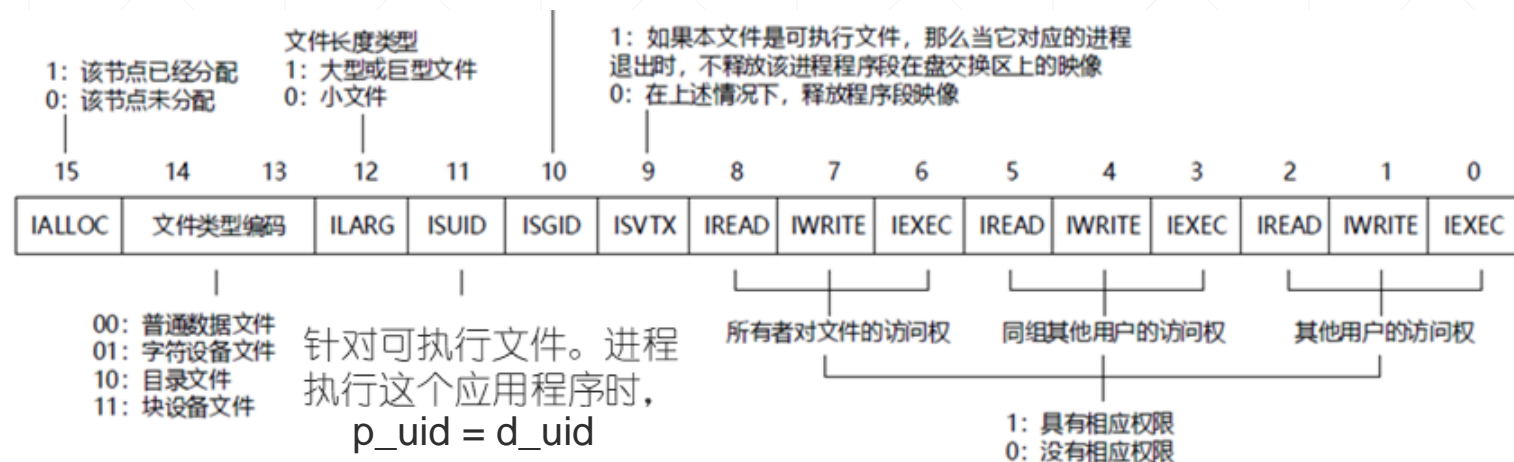 文件长度类型
1：大型或巨型文件
0：小文件
1：该节点已经分配
0：该节点未分配
1：如果本文件是可执行文件，那么当它对应的进程
退出时，不释放该进程程序段在盘交换区上的映像
0：在上述情况下，释放程序段映像
15 14 13 12 11 10 9 8 7 6 5 4 3 2 1 0
IALLOC 文件类型编码 ILARG ISUID ISGID ISVTX IREAD IWRITE IEXEC IREAD IWRITE IEXEC IREAD IWRITE IEXEC
00：普通数据文件
01：字符设备文件
10：目录文件
11：块设备文件
针对可执行文件。进程
执行这个应用程序时，
p_uid = d_uid
所有者对文件的访问权
同组其他用户的访问权
其他用户的访问权
1：具有相应权限
0：没有相应权限